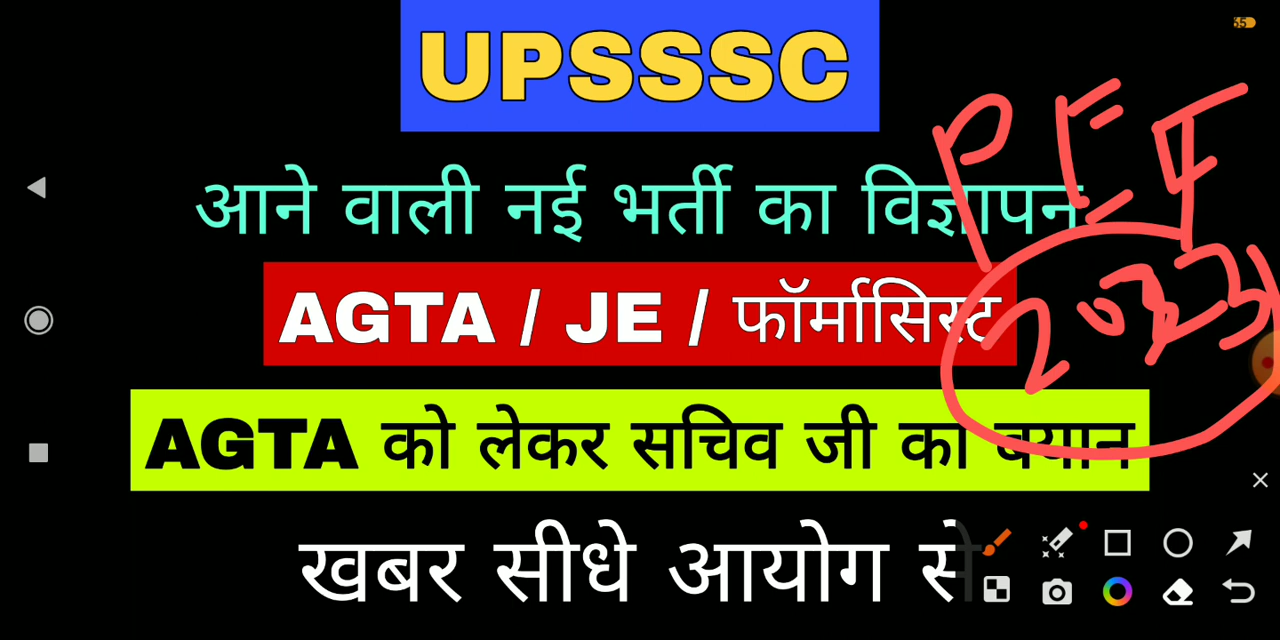 UPSSSC
PET
आने वाली नई भर्ती का विज्ञापन
2023
AGTA / JE / फॉर्मासिस्ट
AGTA को लेकर सचिव जी का बयान
खबर सीधे आयोग से